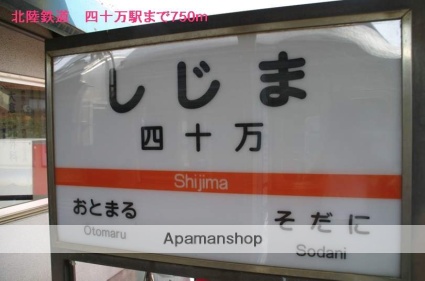 北陸鉄道　四十万駅まで750m
しじま
四十万
Shijima
おとまる
そだに
Otomaru
Sodani
Apamanshop